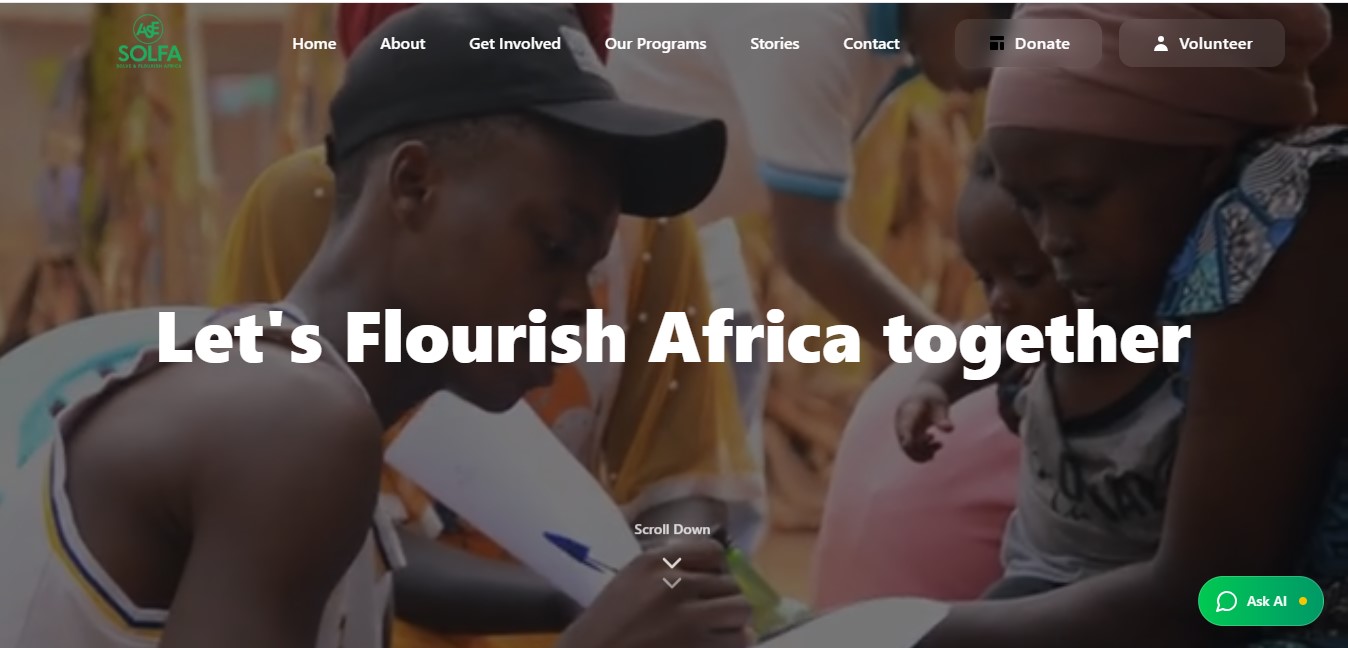 SOLFA
Home
About
Get Involved
Our Programs
Stories
Contact
Donate
Volunteer
Let's Flourish Africa together
Scroll Down
Ask AI